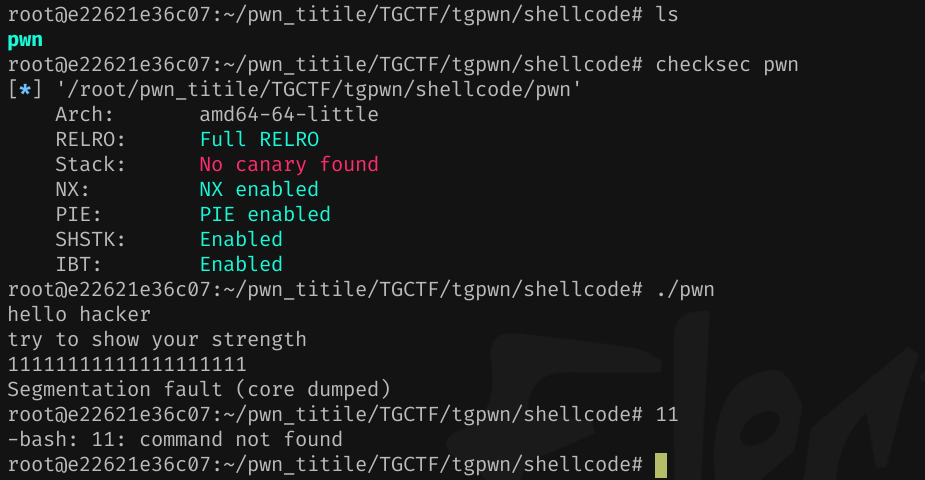 root@e22621e36c07:~/pwn_titile/TGCTF/tgpwn/shellcode# ls
pwn
root@e22621e36c07:~/pwn_titile/TGCTF/tgpwn/shellcode# checksec pwn
[*] '/root/pwn_titile/TGCTF/tgpwn/shellcode/pwn'
    Arch:       amd64-64-little
    RELRO:      Full RELRO
    Stack:      No canary found
    NX:         NX enabled
    PIE:        PIE enabled
    SHSTK:      Enabled
    IBT:        Enabled
root@e22621e36c07:~/pwn_titile/TGCTF/tgpwn/shellcode# ./pwn
hello hacker
try to show your strength
11111111111111111111
Segmentation fault (core dumped)
root@e22621e36c07:~/pwn_titile/TGCTF/tgpwn/shellcode# 11
-bash: 11: command not found
root@e22621e36c07:~/pwn_titile/TGCTF/tgpwn/shellcode#